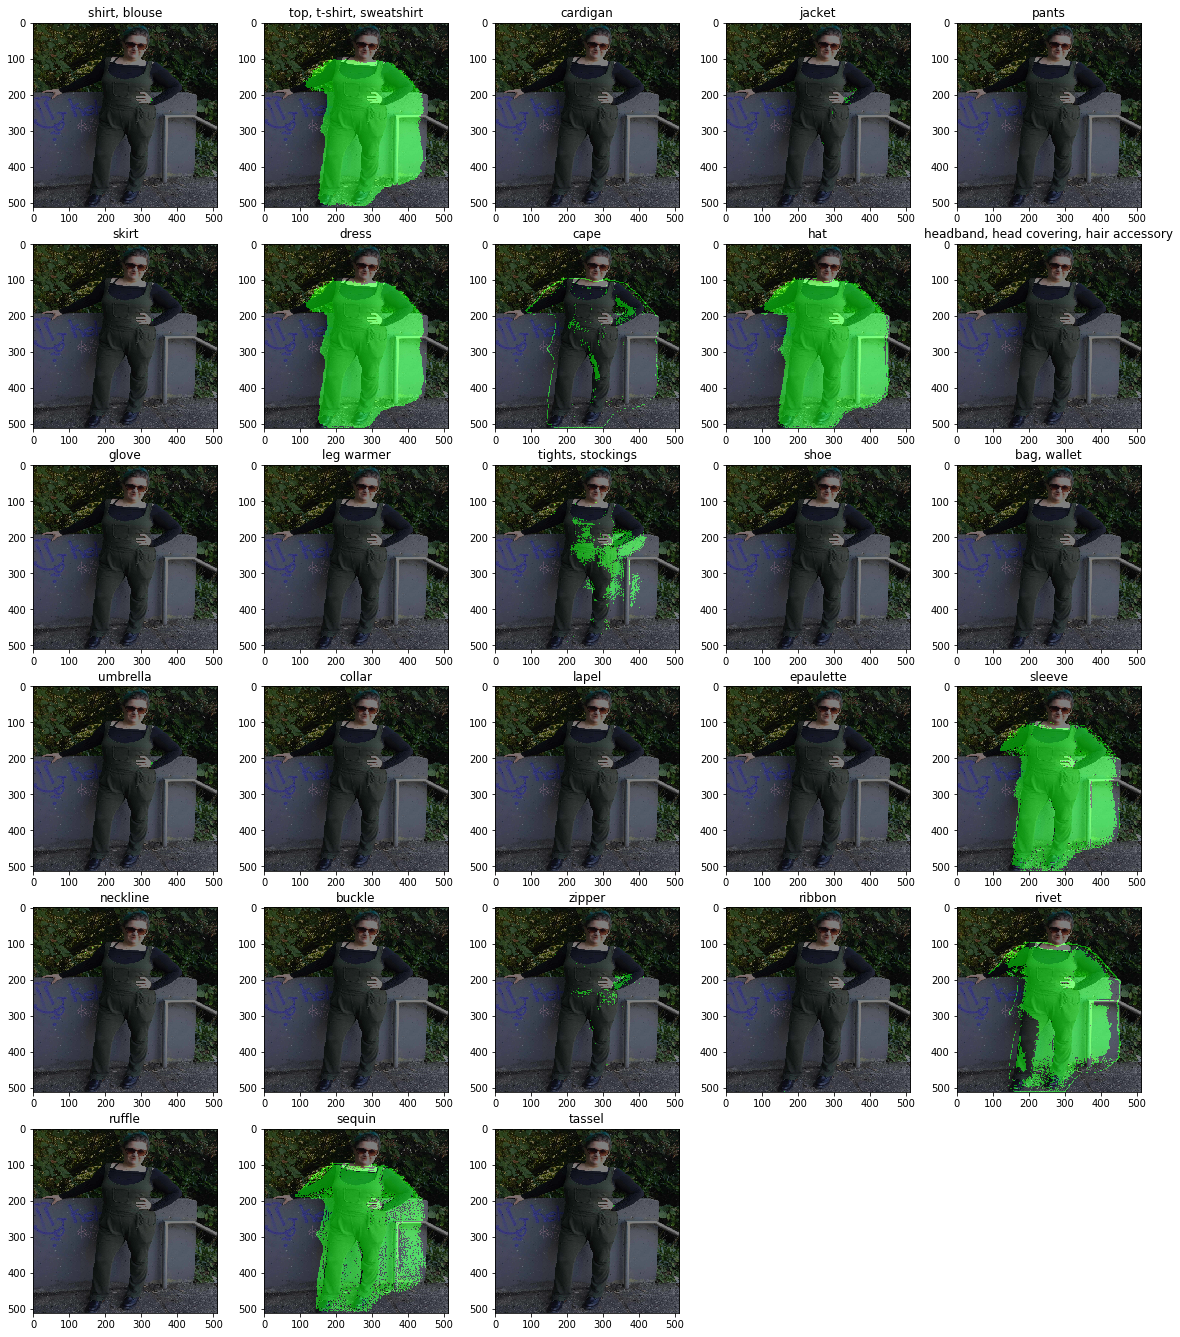 shirt, blouse top, t-shirt, sweatshirt cardigan jacket pants
0 0 0 0 0
100 100 100 100 100
200 200 200 200 200
300 300 300 300 300
400 400 400 400 400
500 500 500 500 500
0 100 200 300 400 500 0 100 200 300 400 500 0 100 200 300 400 500 0 100 200 300 400 500 0 100 200 300 400 500
skirt dress cape hat headband, head covering, hair accessory
0 0 0 0 0
100 100 100 100 100
200 200 200 200 200
300 300 300 300 300
400 400 400 400 400
500 500 500 500 500
0 100 200 300 400 500 0 100 200 300 400 500 0 100 200 300 400 500 0 100 200 300 400 500 0 100 200 300 400 500
glove leg warmer tights, stockings shoe bag, wallet
0 0 0 0 0
100 100 100 100 100
200 200 200 200 200
300 300 300 300 300
400 400 400 400 400
500 500 500 500 500
0 100 200 300 400 500 0 100 200 300 400 500 0 100 200 300 400 500 0 100 200 300 400 500 0 100 200 300 400 500
umbrella collar lapel epaulette sleeve
0 0 0 0 0
100 100 100 100 100
200 200 200 200 200
300 300 300 300 300
400 400 400 400 400
500 500 500 500 500
0 100 200 300 400 500 0 100 200 300 400 500 0 100 200 300 400 500 0 100 200 300 400 500 0 100 200 300 400 500
neckline buckle zipper ribbon rivet
0 0 0 0 0
100 100 100 100 100
200 200 200 200 200
300 300 300 300 300
400 400 400 400 400
500 500 500 500 500
0 100 200 300 400 500 0 100 200 300 400 500 0 100 200 300 400 500 0 100 200 300 400 500 0 100 200 300 400 500
ruffle sequin tassel
0 0 0
100 100 100
200 200 200
300 300 300
400 400 400
500 500 500
0 100 200 300 400 500 0 100 200 300 400 500 0 100 200 300 400 500